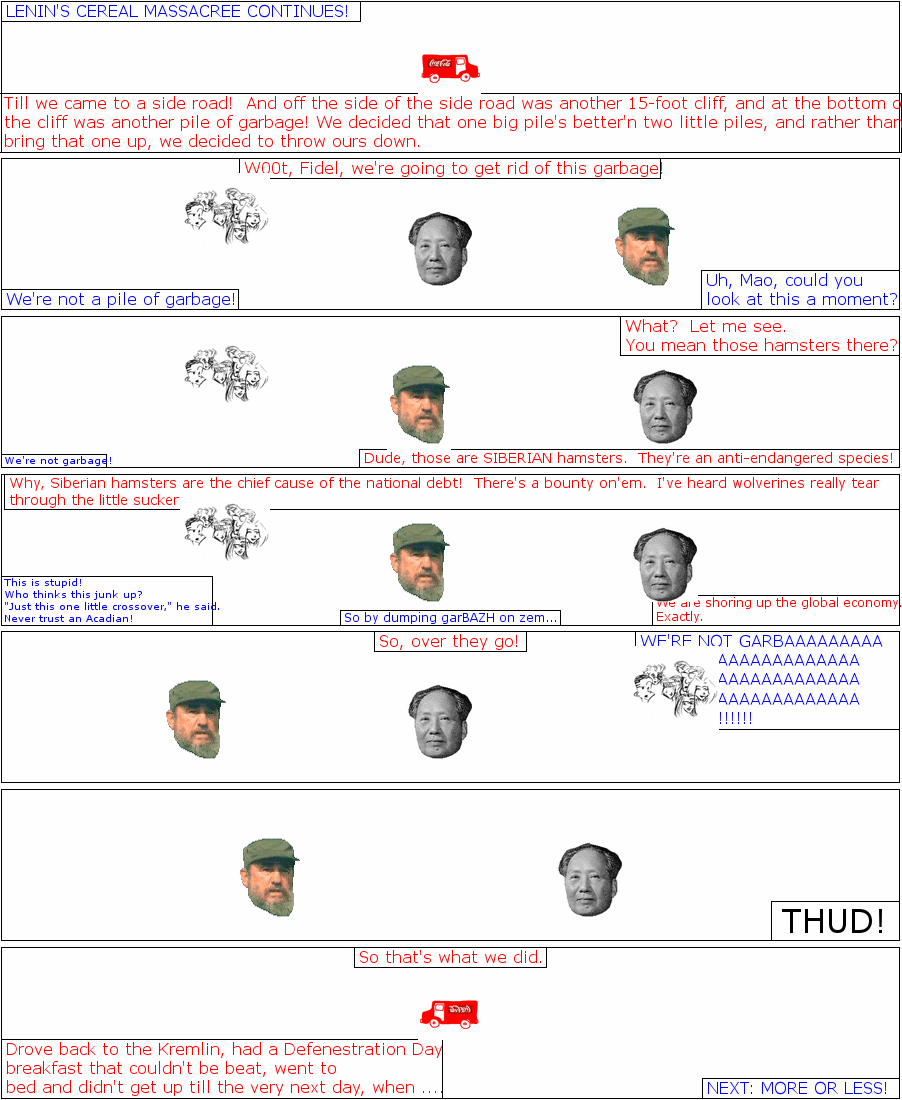 LENIN'S CEREAL MASSACREE CONTINUES!
Coca-Cola
Till we came to a side road! And off the side of the side road was another 15-foot cliff, and at the bottom o
the cliff was another pile of garbage! We decided that one big pile's better'n two little piles, and rather than
bring that one up, we decided to throw ours down.
W00t, Fidel, we're going to get rid of this garbage!
We're not a pile of garbage!
Uh, Mao, could you
look at this a moment?
What? Let me see.
You mean those hamsters there?
We're not garbage!
Dude, those are SIBERIAN hamsters. They're an anti-endangered species!
Why, Siberian hamsters are the chief cause of the national debt! There's a bounty on'em. I've heard wolverines really tear
through the little sucker
This is stupid!
Who thinks this junk up?
"Just this one little crossover," he said.
Never trust an Acadian!
So by dumping garBAZH on zem...
We are shoring up the global economy.
Exactly.
So, over they go!
WE'RE NOT GARBAAAAAAAAA
AAAAAAAAAAAAA
AAAAAAAAAAAAA
AAAAAAAAAAAAA
!!!!!!
THUD!
So that's what we did.
Drove back to the Kremlin, had a Defenestration Day
breakfast that couldn't be beat, went to
bed and didn't get up till the very next day, when ....
NEXT: MORE OR LESS!